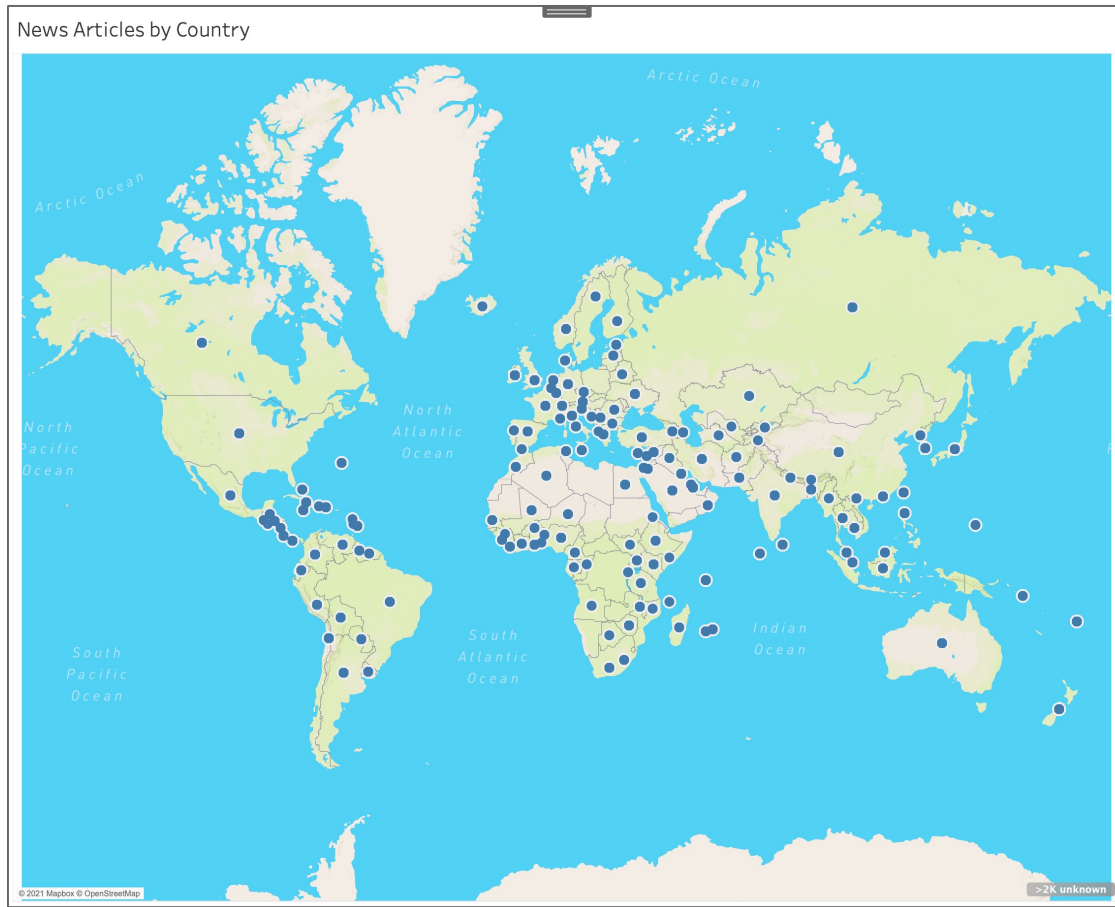 News Articles by Country
Arctic Ocean
Arctic Ocean
North
Pacific
Ocean
North
Atlantic
Ocean
South
Pacific
Ocean
South
Atlantic
Ocean
Indian
Ocean
© 2021 Mapbox © OpenStreetMap
>2K unknown